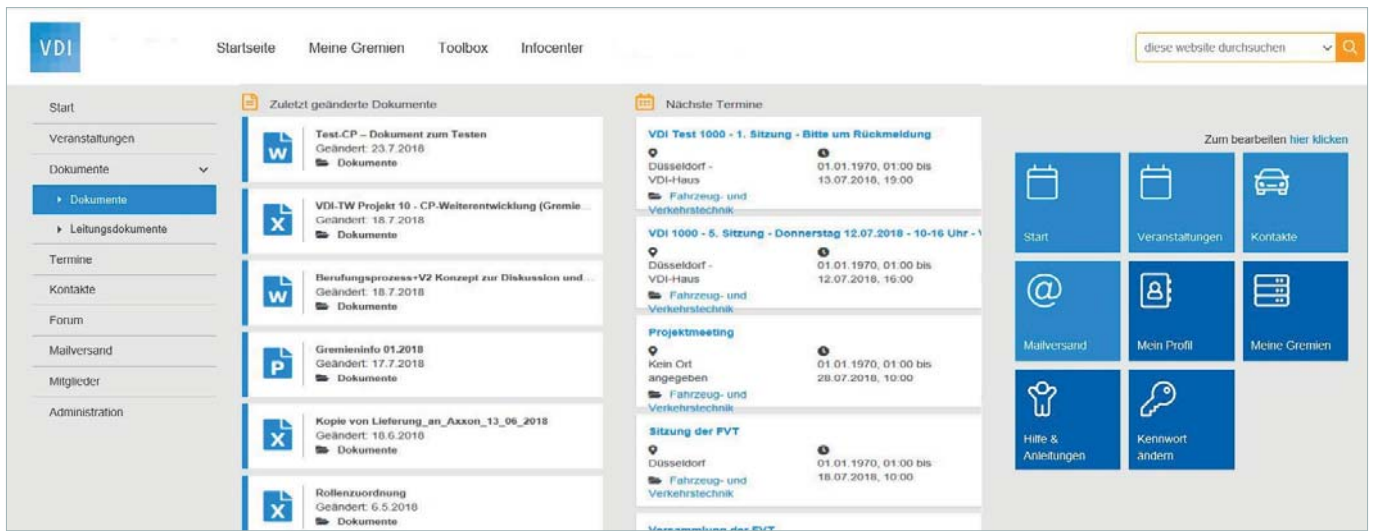 VDI
Startseite
Meine Gremien
Toolbox
Infocenter
diese website durchsuchen
Start
Veranstaltungen
Dokumente
Dokumente
Leitungsdokumente
Termine
Kontakte
Forum
Mailversand
Mitglieder
Administration
Zuletzt geänderte Dokumente
W
Test-CP – Dokument zum Testen
Geändert: 23.7.2018
Dokumente
X
VDI-TW Projekt 10 - CP-Weiterentwicklung (Gremie...
Geändert: 18.7.2018
Dokumente
W
Berufungsprozess+V2 Konzept zur Diskussion und...
Geändert: 18.7.2018
Dokumente
P
Gremieninfo 01.2018
Geändert: 17.7.2018
Dokumente
X
Kopie von Lieferung_an_Axxon_13_06_2018
Geändert: 18.6.2018
Dokumente
X
Rollenzuordnung
Geändert: 6.5.2018
Dokumente
Nächste Termine
VDI Test 1000 - 1. Sitzung - Bitte um Rückmeldung
Düsseldorf -
VDI-Haus
01.01.1970, 01:00 bis
13.07.2018, 19:00
Fahrzeug- und
Verkehrstechnik
VDI 1000 - 5. Sitzung - Donnerstag 12.07.2018 - 10-16 Uhr -
Düsseldorf -
VDI-Haus
01.01.1970, 01:00 bis
12.07.2018, 16:00
Fahrzeug- und
Verkehrstechnik
Projektmeeting
Kein Ort
angegeben
01.01.1970, 01:00 bis
28.07.2018, 10:00
Fahrzeug- und
Verkehrstechnik
Sitzung der FVT
Düsseldorf
01.01.1970, 01:00 bis
18.07.2018, 10:00
Fahrzeug- und
Verkehrstechnik
Versammlung der FVT
Zum bearbeiten hier klicken
Start
Veranstaltungen
Kontakte
@
Mailversand
Mein Profil
Meine Gremien
Hilfe &
Anleitungen
Kennwort
ändern